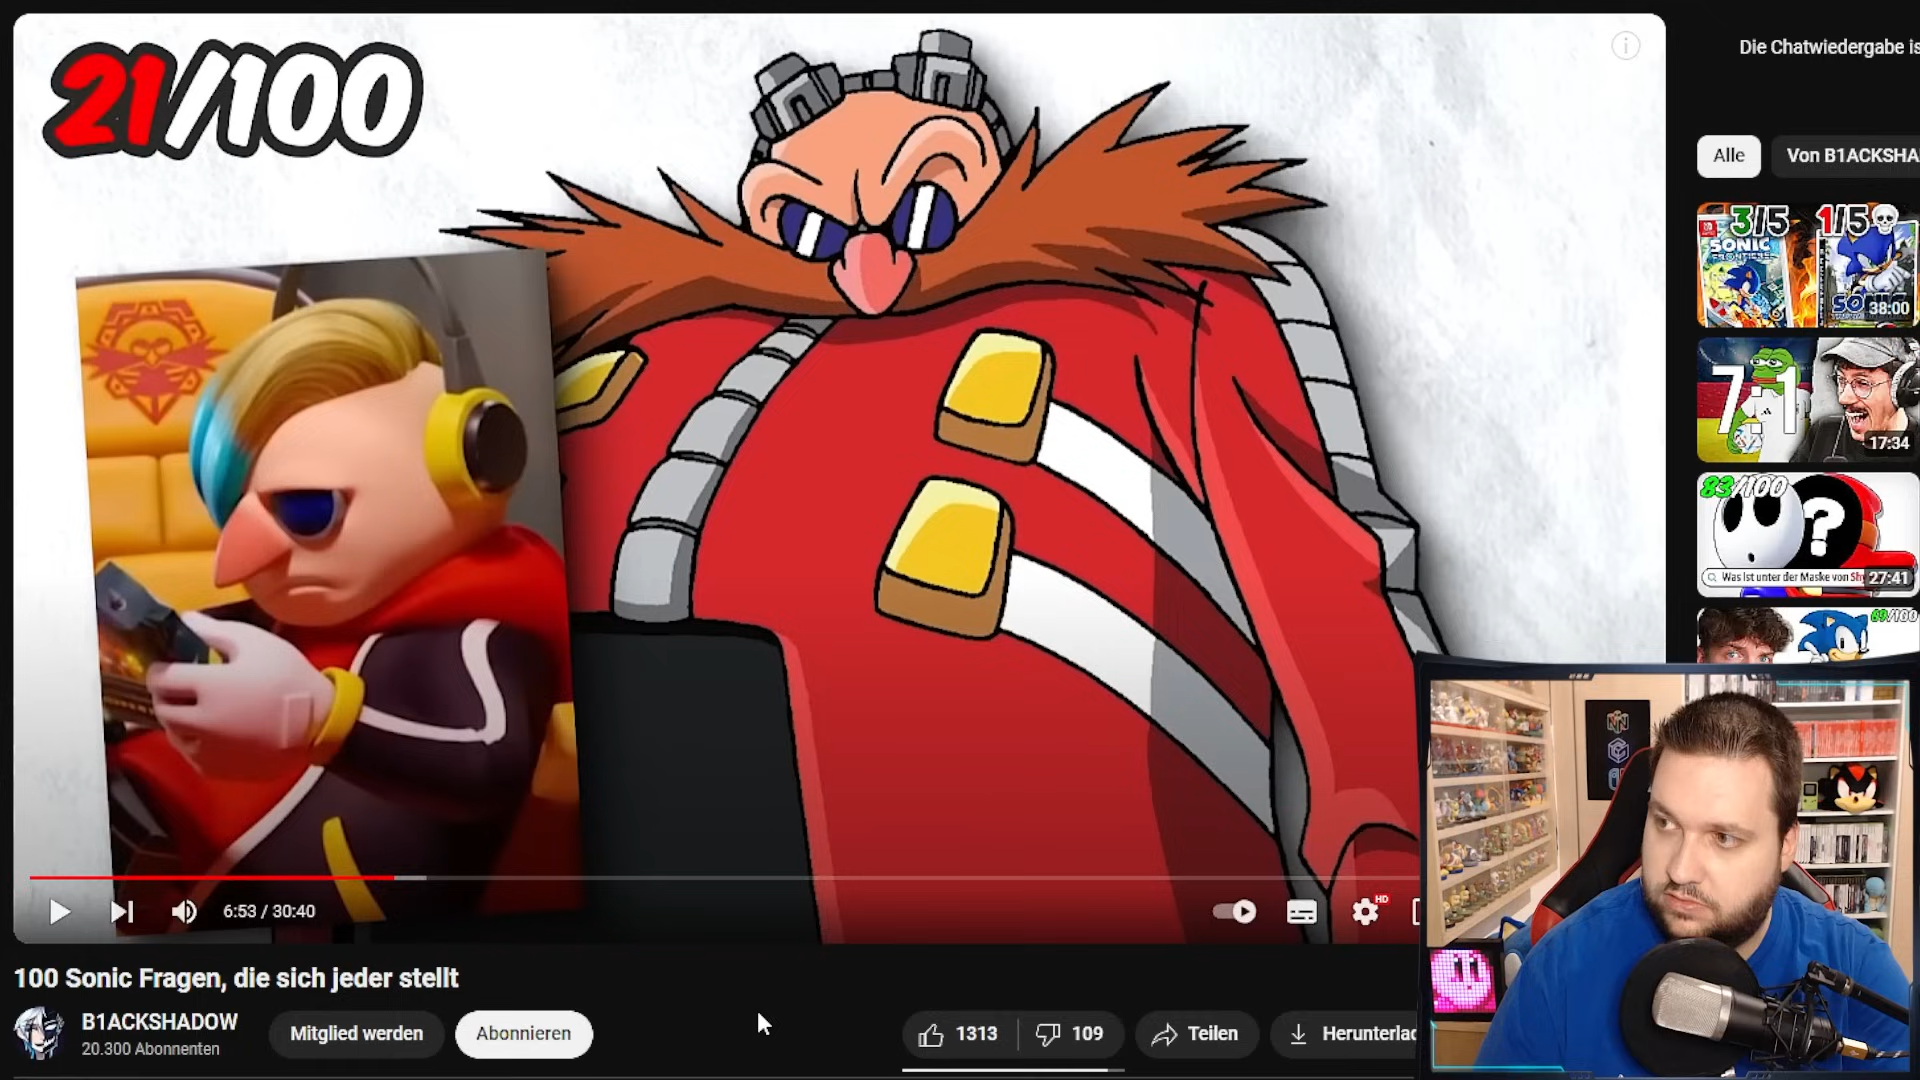 21/100
Die Chatwiedergabe is
Alle
Von B1ACKSHA
3/5
1/5
SONIC
FRONTIERS
38:00
7:1
17:34
83/100
?
Was ist unter der Maske von Sh
27:41
69/100
6:53 / 30:40
HD
100 Sonic Fragen, die sich jeder stellt
B1ACKSHADOW
20.300 Abonnenten
Mitglied werden
Abonnieren
1313
109
Teilen
Herunterlad